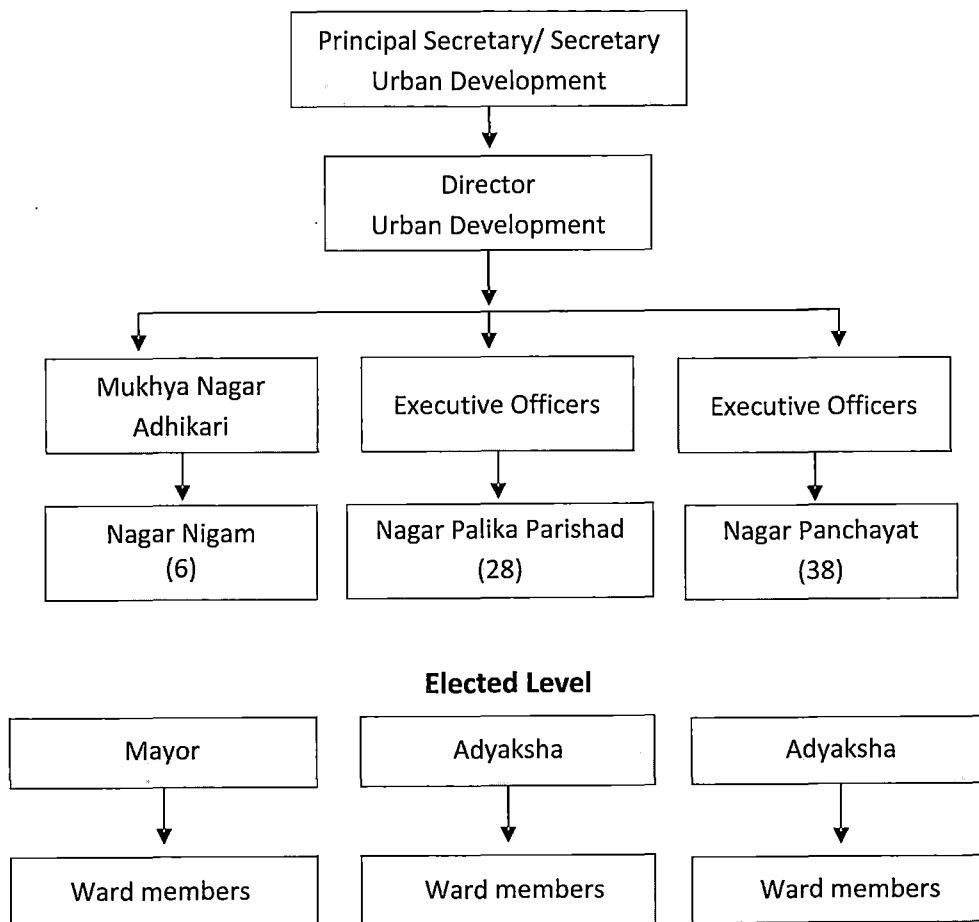 Principal Secretary/ Secretary
Urban Development
Director
Urban Development
Mukhya Nagar
Adhikari
Executive Officers
Executive Officers
Nagar Nigam
(6)
Nagar Palika Parishad
(28)
Nagar Panchayat
(38)
Elected Level
Mayor
Adyaksha
Adyaksha
Ward members
Ward members
Ward members